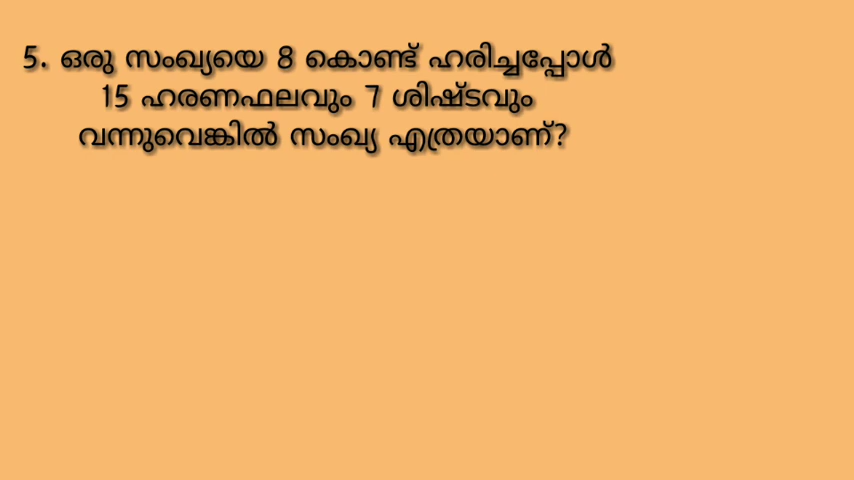 5. ഒരു സംഖ്യയെ 8 കൊണ്ട് ഹരിച്ചപ്പോൾ
15 ഹരണഫലവും 7 ശിഷ്ടവും
വന്നുവെങ്കിൽ സംഖ്യ എത്രയാണ്?